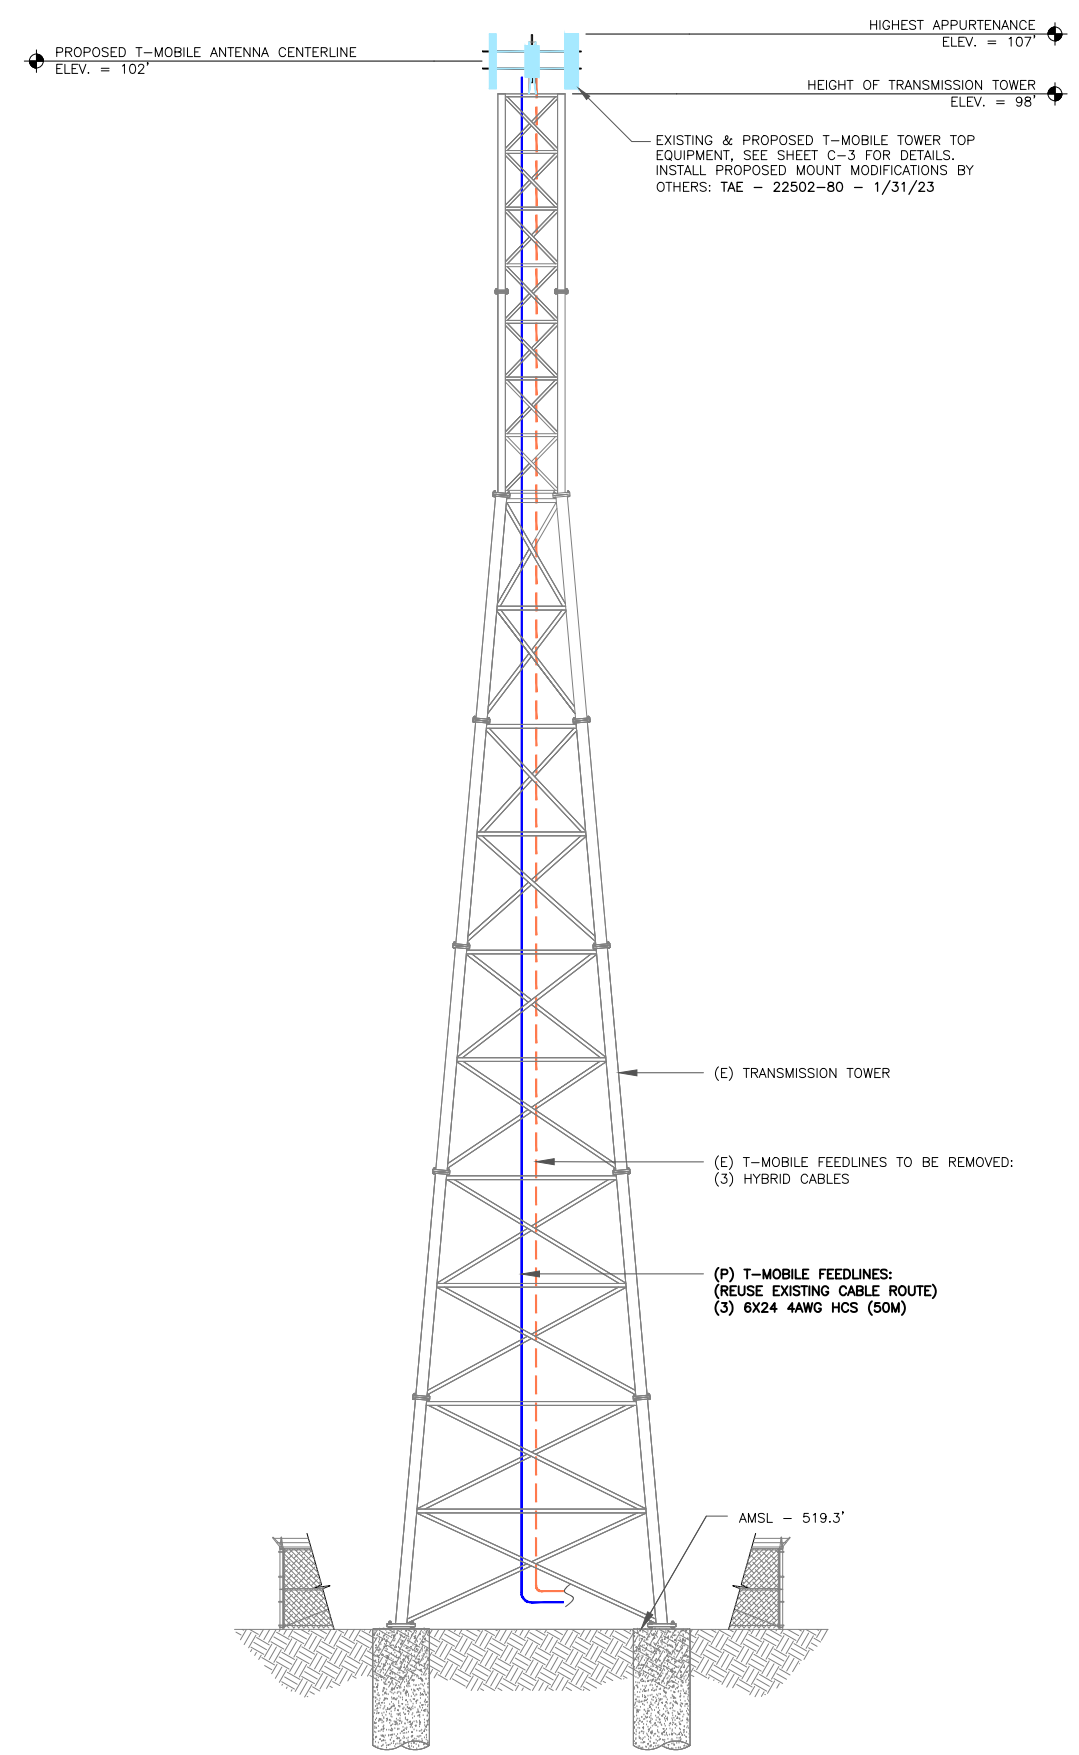 HIGHEST APPURTENANCE
ELEV. = 107'
PROPOSED T-MOBILE ANTENNA CENTERLINE
ELEV. = 102'
HEIGHT OF TRANSMISSION TOWER
ELEV. = 98'
EXISTING & PROPOSED T-MOBILE TOWER TOP
EQUIPMENT, SEE SHEET C-3 FOR DETAILS.
INSTALL PROPOSED MOUNT MODIFICATIONS BY
OTHERS: TAE - 22502-80 - 1/31/23
(E) TRANSMISSION TOWER
(E) T-MOBILE FEEDLINES TO BE REMOVED:
(3) HYBRID CABLES
(P) T-MOBILE FEEDLINES:
(REUSE EXISTING CABLE ROUTE)
(3) 6X24 4AWG HCS (50M)
AMSL - 519.3'